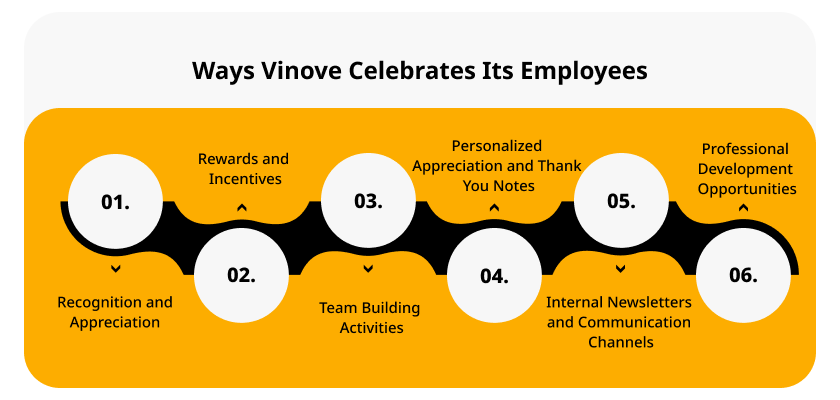 Ways Vinove Celebrates Its Employees
01.
Recognition and
Appreciation
02.
Rewards and
Incentives
03.
Team Building
Activities
04.
Personalized
Appreciation and Thank
You Notes
05.
Internal Newsletters
and Communication
Channels
06.
Professional
Development
Opportunities